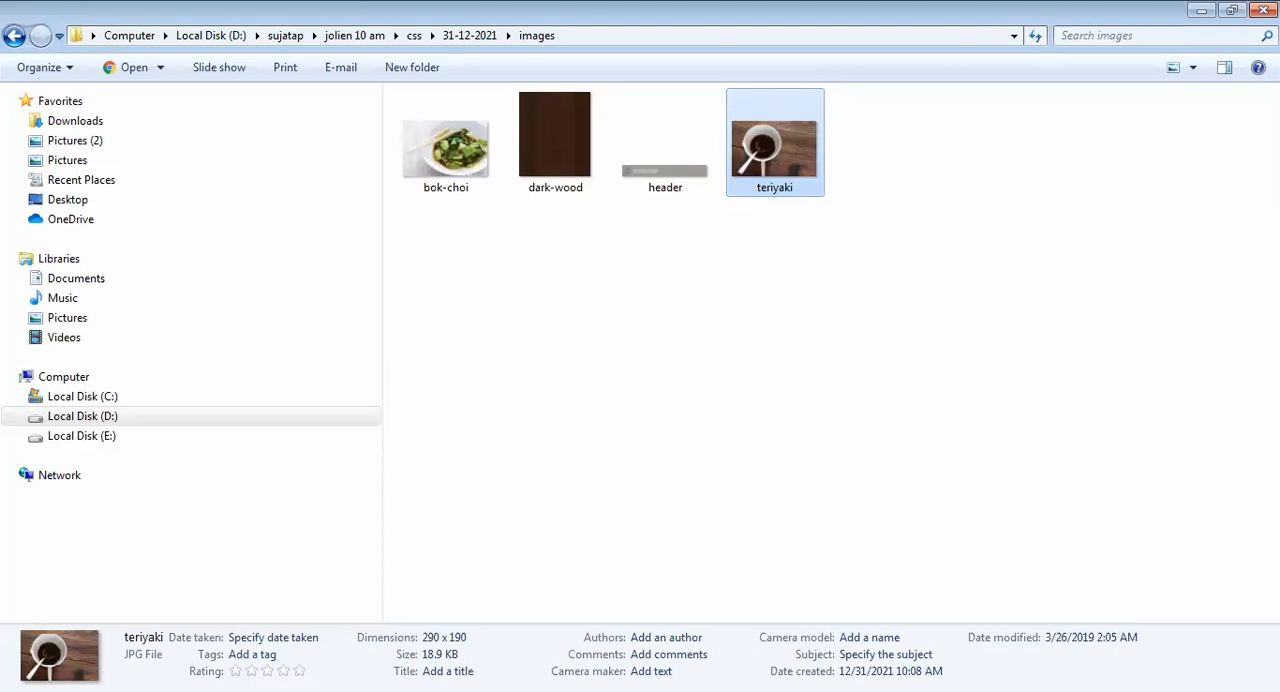 Computer Local Disk (D:) sujatap jolien 10 am css 31-12-2021 images Search images
Organize Open Slide show Print E-mail New folder
Favorites
Downloads
Pictures (2)
Pictures
Recent Places
Desktop
OneDrive
Libraries
Documents
Music
Pictures
Videos
Computer
Local Disk (C:)
Local Disk (D:)
Local Disk (E:)
Network
bok-choi dark-wood header teriyaki
teriyaki Date taken: Specify date taken Dimensions: 290 x 190 Authors: Add an author Camera model: Add a name Date modified: 3/26/2019 2:05 AM
JPG File Tags: Add a tag Size: 18.9 KB Comments: Add comments Subject: Specify the subject
Rating: Title: Add a title Camera maker: Add text Date created: 12/31/2021 10:08 AM